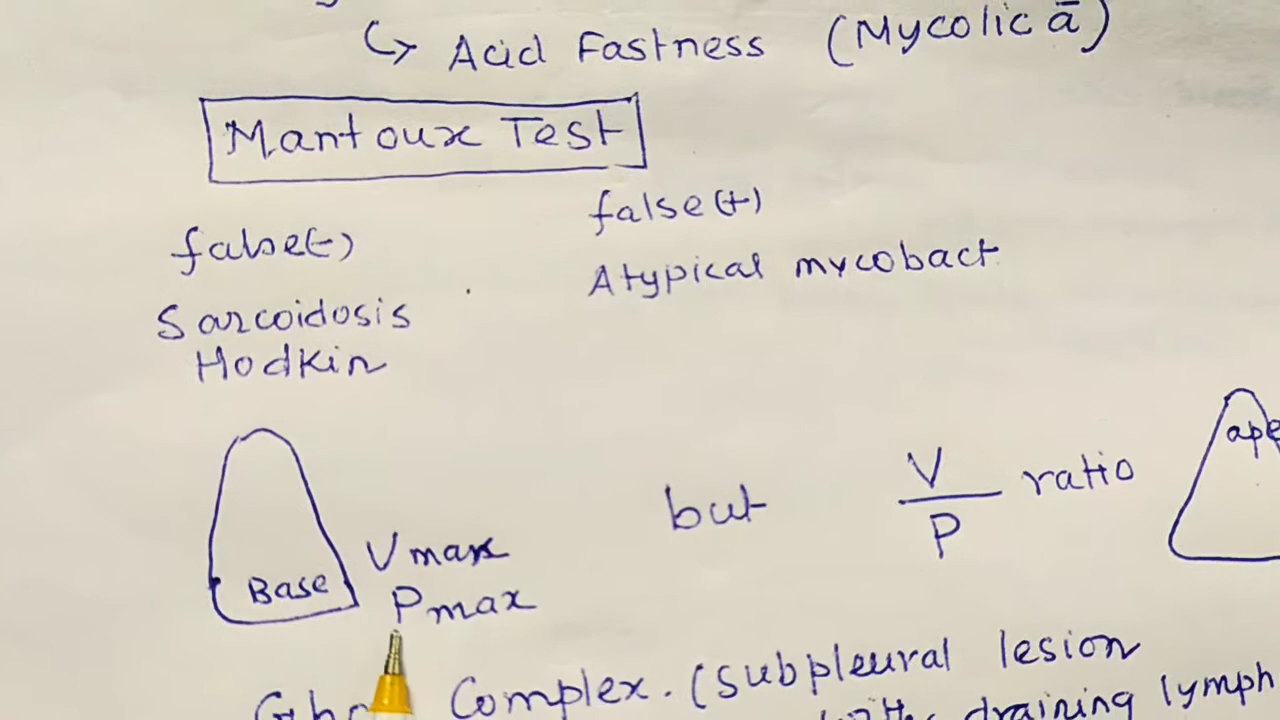 ↳ Acid Fastness (Mycolic ā)
Mantoux Test
false(-)
Sarcoidosis
Hodkin
false(+)
Atypical mycobact
Base
Vmax
Pmax
but V/P ratio
ape
Complex. (Subpleural lesion
draining lymph